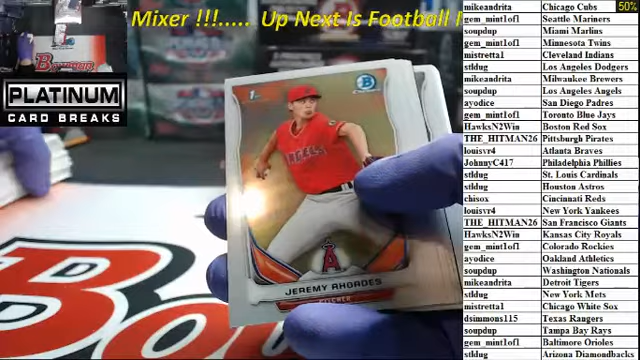 Mixer !!!..... Up Next Is Football
Bowman
PLATINUM
CARD BREAKS
1st
Bowman
CHROME
ANGELS
A
JEREMY RHOADES
PITCHER
Bow
50%
mikeandrita Chicago Cubs
gem_mint1of1 Seattle Mariners
soupdup Miami Marlins
gem_mint1of1 Minnesota Twins
mistretta1 Cleveland Indians
stldug Los Angeles Dodgers
mikeandrita Milwaukee Brewers
soupdup Los Angeles Angels
ayodice San Diego Padres
gem_mint1of1 Toronto Blue Jays
HawksN2Win Boston Red Sox
THE_HITMAN26 Pittsburgh Pirates
louisvr4 Atlanta Braves
JohnnyC417 Philadelphia Phillies
stldug St. Louis Cardinals
stldug Houston Astros
chisox Cincinnati Reds
louisvr4 New York Yankees
THE_HITMAN26 San Francisco Giants
HawksN2Win Kansas City Royals
gem_mint1of1 Colorado Rockies
ayodice Oakland Athletics
soupdup Washington Nationals
mikeandrita Detroit Tigers
stldug New York Mets
mistretta1 Chicago White Sox
dsimmons115 Texas Rangers
soupdup Tampa Bay Rays
gem_mint1of1 Baltimore Orioles
stldug Arizona Diamondbacks